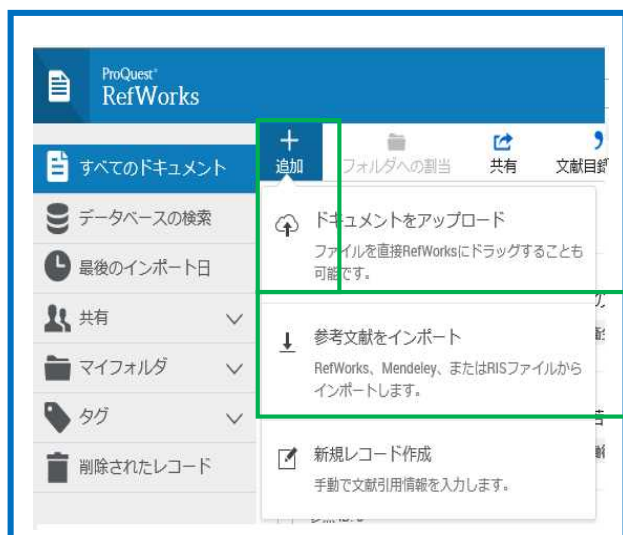 ProQuest®
RefWorks
すべてのドキュメント
データベースの検索
最後のインポート日
共有
マイフォルダ
タグ
削除されたレコード
追加
フォルダへの割当
共有
文献目録
ドキュメントをアップロード
ファイルを直接RefWorksにドラッグすることも
可能です。
参考文献をインポート
RefWorks、Mendeley、またはRISファイルから
インポートします。
新規レコード作成
手動で文献引用情報を入力します。